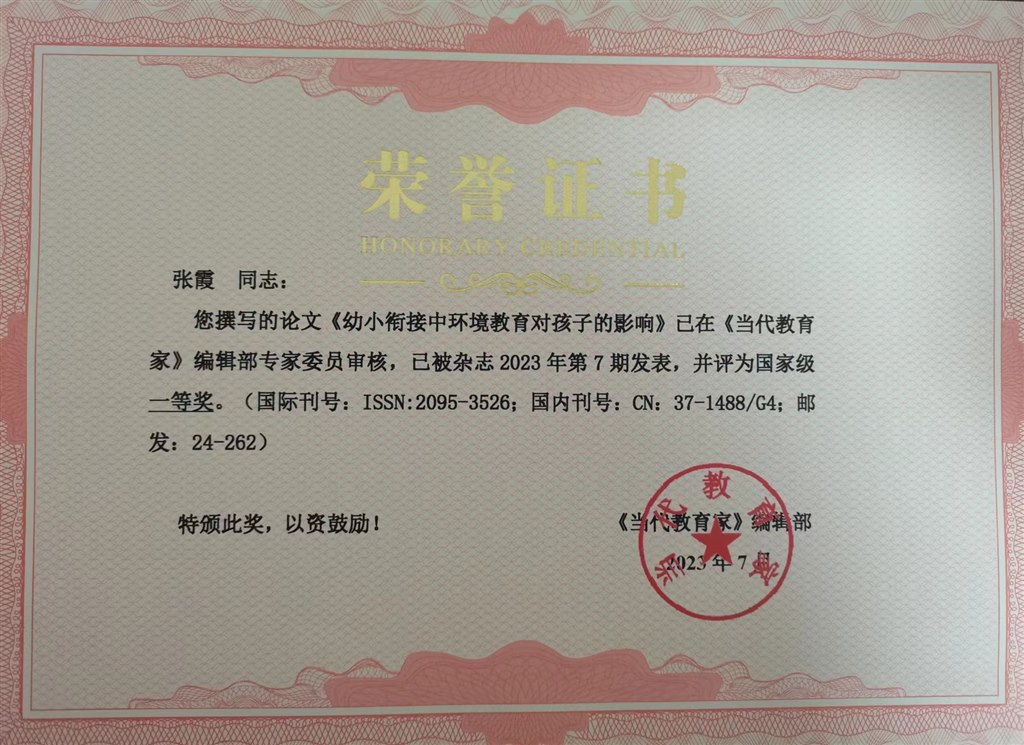 荣誉证书
HONORARY CREDENTIAL
张霞 同志：
您撰写的论文《幼小衔接中环境教育对孩子的影响》已在《当代教育
家》编辑部专家委员审核，已被杂志 2023 年第 7 期发表，并评为国家级
一等奖。（国际刊号：ISSN:2095-3526；国内刊号：CN：37-1488/G4；邮
发：24-262）
特颁此奖，以资鼓励！
《当代教育家》编辑部
2023 年 7 月
当代教育家